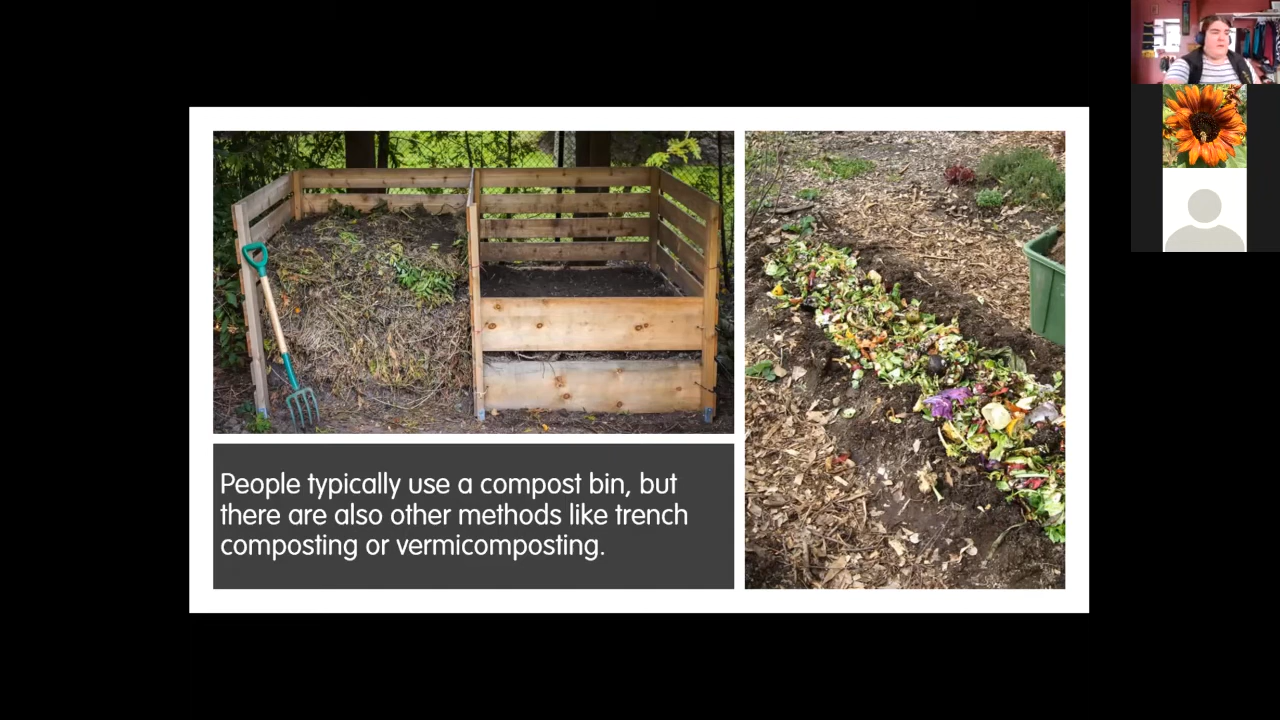 People typically use a compost bin, but
there are also other methods like trench
composting or vermicomposting.